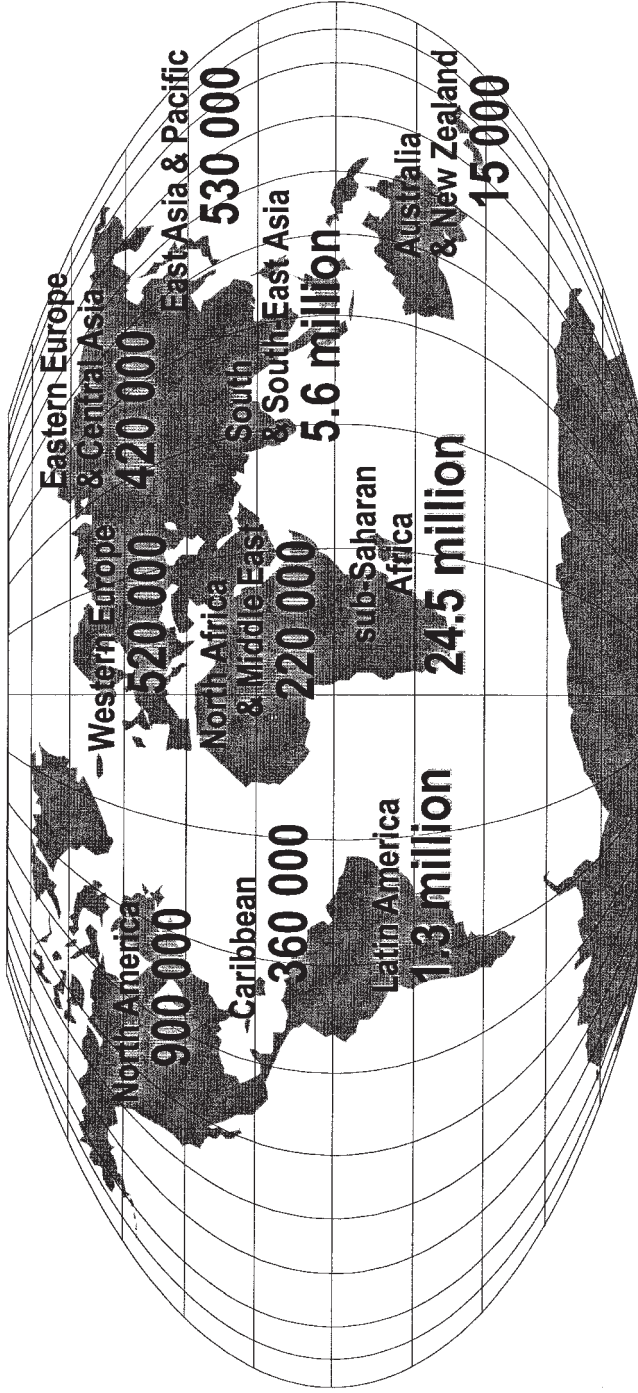 North America
900 000
Caribbean
360 000
Latin America
1.3 million
Western Europe
520 000
North Africa
& Middle East
220 000
sub-Saharan
Africa
24.5 million
Eastern Europe
& Central Asia
420 000
East Asia & Pacific
530 000
South
& South-East Asia
5.6 million
Australia
& New Zealand
15 000